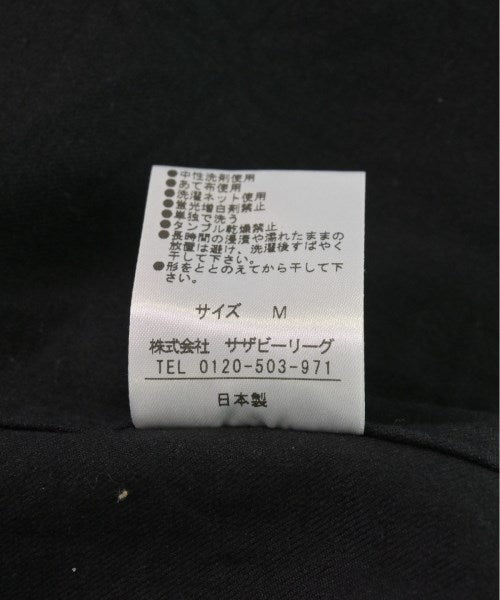 ●中性洗剤使用
●あて布使用
●洗濯ネット使用
●蛍光増白剤禁止
●単独で洗う
●タンブル乾燥禁止
●長時間の浸漬や濡れたままの
放置は避け、洗濯後すばやく
干して下さい。
●形をととのえてから干して下
さい。
サイズ M
株式会社 サザビーリーグ
TEL 0120-503-971
日本製